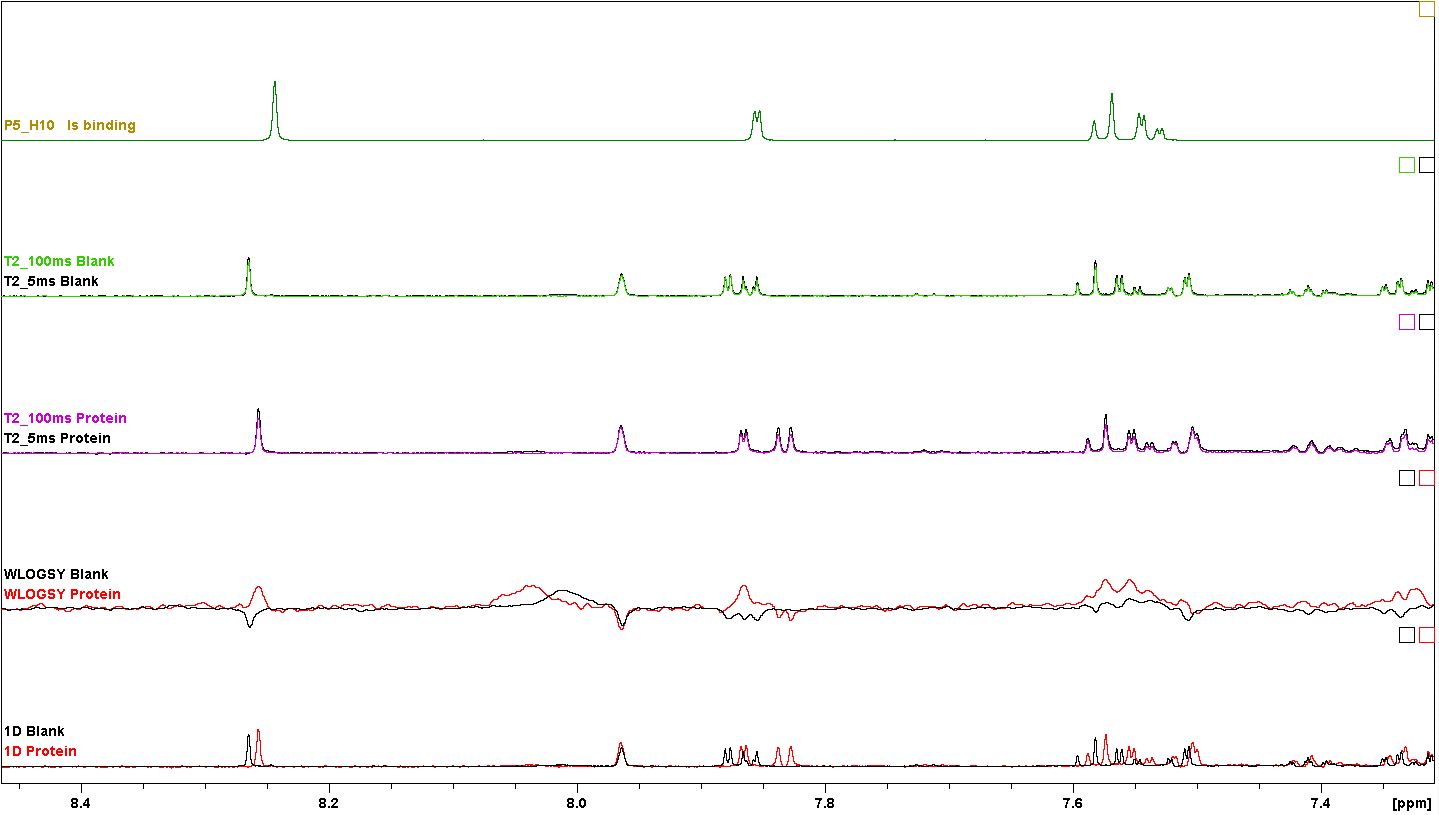 P5_H10 Is binding
T2_100ms Blank
T2_5ms Blank
T2_100ms Protein
T2_5ms Protein
WLOGSY Blank
WLOGSY Protein
1D Blank
1D Protein
8.4 8.2 8.0 7.8 7.6 7.4 [ppm]